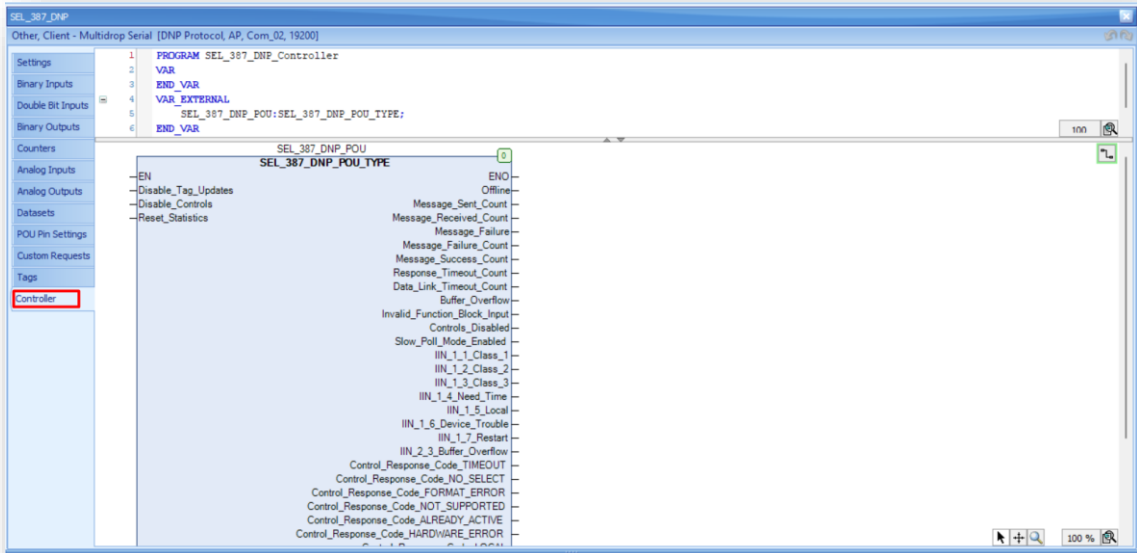 SEL_387_DNP
Other, Client - Multidrop Serial [DNP Protocol, AP, Com_02, 19200]
Settings
Binary Inputs
Double Bit Inputs
Binary Outputs
Counters
Analog Inputs
Analog Outputs
Datasets
POU Pin Settings
Custom Requests
Tags
Controller
1 PROGRAM SEL_387_DNP_Controller
2 VAR
3 END_VAR
4 VAR_EXTERNAL
5 SEL_387_DNP_POU:SEL_387_DNP_POU_TYPE;
6 END_VAR
100
SEL_387_DNP_POU
0
SEL_387_DNP_POU_TYPE
EN ENO
Disable_Tag_Updates Offline
Disable_Controls Message_Sent_Count
Reset_Statistics Message_Received_Count
Message_Failure
Message_Failure_Count
Message_Success_Count
Response_Timeout_Count
Data_Link_Timeout_Count
Buffer_Overflow
Invalid_Function_Block_Input
Controls_Disabled
Slow_Poll_Mode_Enabled
IIN_1_1_Class_1
IIN_1_2_Class_2
IIN_1_3_Class_3
IIN_1_4_Need_Time
IIN_1_5_Local
IIN_1_6_Device_Trouble
IIN_1_7_Restart
IIN_2_3_Buffer_Overflow
Control_Response_Code_TIMEOUT
Control_Response_Code_NO_SELECT
Control_Response_Code_FORMAT_ERROR
Control_Response_Code_NOT_SUPPORTED
Control_Response_Code_ALREADY_ACTIVE
Control_Response_Code_HARDWARE_ERROR
100 %